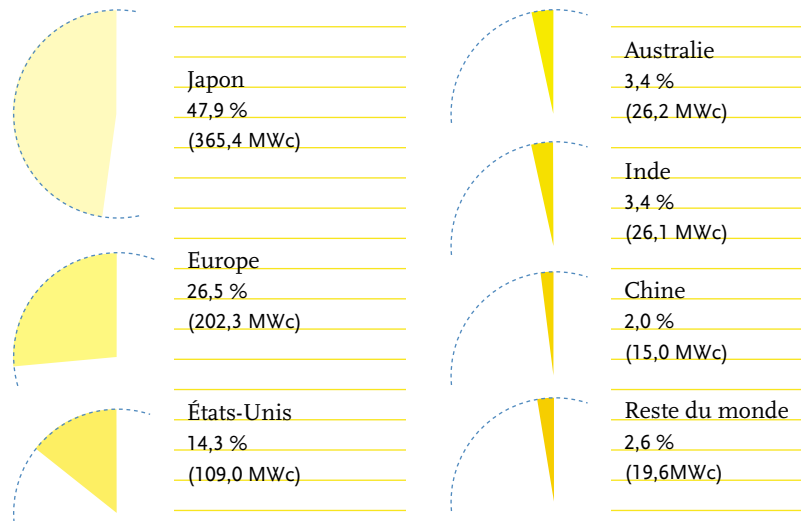 Japon
47,9 %
(365,4 MWc)
Europe
26,5 %
(202,3 MWc)
États-Unis
14,3 %
(109,0 MWc)
Australie
3,4 %
(26,2 MWc)
Inde
3,4 %
(26,1 MWc)
Chine
2,0 %
(15,0 MWc)
Reste du monde
2,6 %
(19,6MWc)